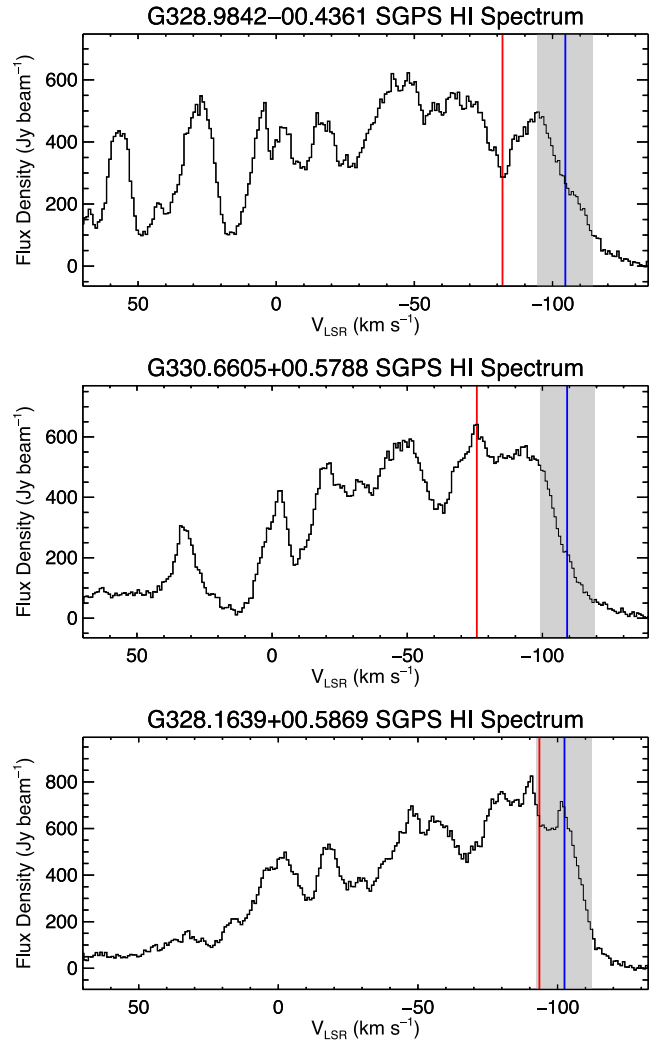 G328.9842−00.4361 SGPS HI Spectrum
Flux Density (Jy beam⁻¹)
600
400
200
0
50 0 −50 −100
V_LSR (km s⁻¹)
G330.6605+00.5788 SGPS HI Spectrum
Flux Density (Jy beam⁻¹)
600
400
200
0
50 0 −50 −100
V_LSR (km s⁻¹)
G328.1639+00.5869 SGPS HI Spectrum
Flux Density (Jy beam⁻¹)
800
600
400
200
0
50 0 −50 −100
V_LSR (km s⁻¹)